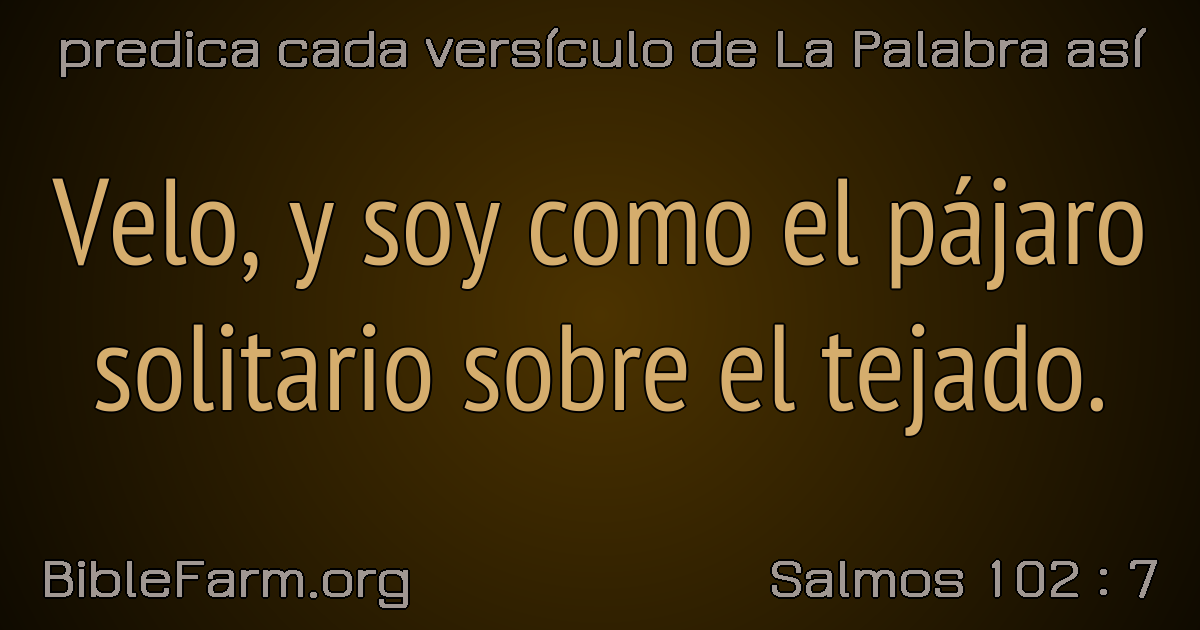 predica cada versículo de La Palabra así
Velo, y soy como el pájaro
solitario sobre el tejado.
BibleFarm.org
Salmos 102 : 7